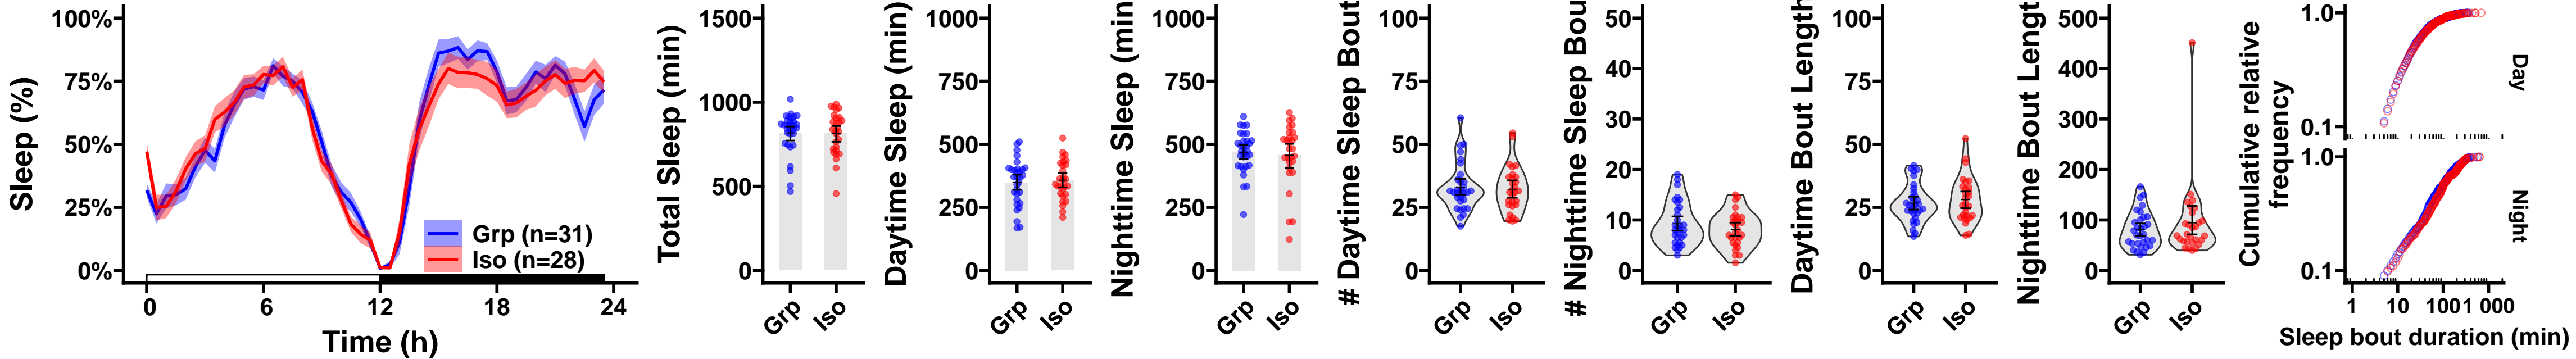 100%
75%
50%
25%
0%
Sleep (%)
Grp (n=31)
Iso (n=28)
0 6 12 18 24
Time (h)
Total Sleep (min)
1500
1000
500
0
Grp Iso
Daytime Sleep (min)
1000
750
500
250
0
Grp Iso
Nighttime Sleep (min
1000
750
500
250
0
Grp Iso
# Daytime Sleep Bout
100
75
50
25
0
Grp Iso
# Nighttime Sleep Bou
50
40
30
20
10
0
Grp Iso
Daytime Bout Length
100
75
50
25
0
Grp Iso
Nighttime Bout Lengt
500
400
300
200
100
0
Grp Iso
Cumulative relative
frequency
1.0
0.1
Day
1.0
0.1
Night
1 10 100 1 000
Sleep bout duration (min)